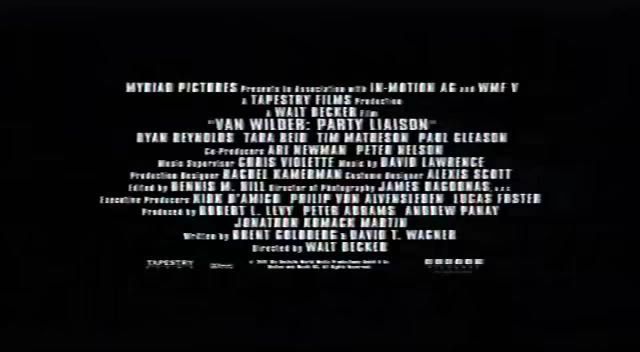 MYRIAD PICTURES Presents In Association with IN-MOTION AG and WMF V
A TAPESTRY FILMS Production
A WALT BECKER Film
"VAN WILDER: PARTY LIAISON"
RYAN REYNOLDS TARA REID TIM MATHESON PAUL GLEASON
Co-Producers ARI NEWMAN PETER NELSON
Music Supervisor CHRIS VIOLETTE Music by DAVID LAWRENCE
Production Designer RACHEL KAMERMAN Costume Designer ALEXIS SCOTT
Edited by DENNIS M. HILL Director of Photography JAMES BAGDONAS, A.S.C.
Executive Producers KIRK D'AMICO PHILIP VON ALVENSLEBEN LUCAS FOSTER
Produced by ROBERT L. LEVY PETER ABRAMS ANDREW PANAY
JONATHON KOMACK MARTIN
Written by BRENT GOLDBERG & DAVID T. WAGNER
Directed by WALT BECKER
TAPESTRY
All Rights Reserved.